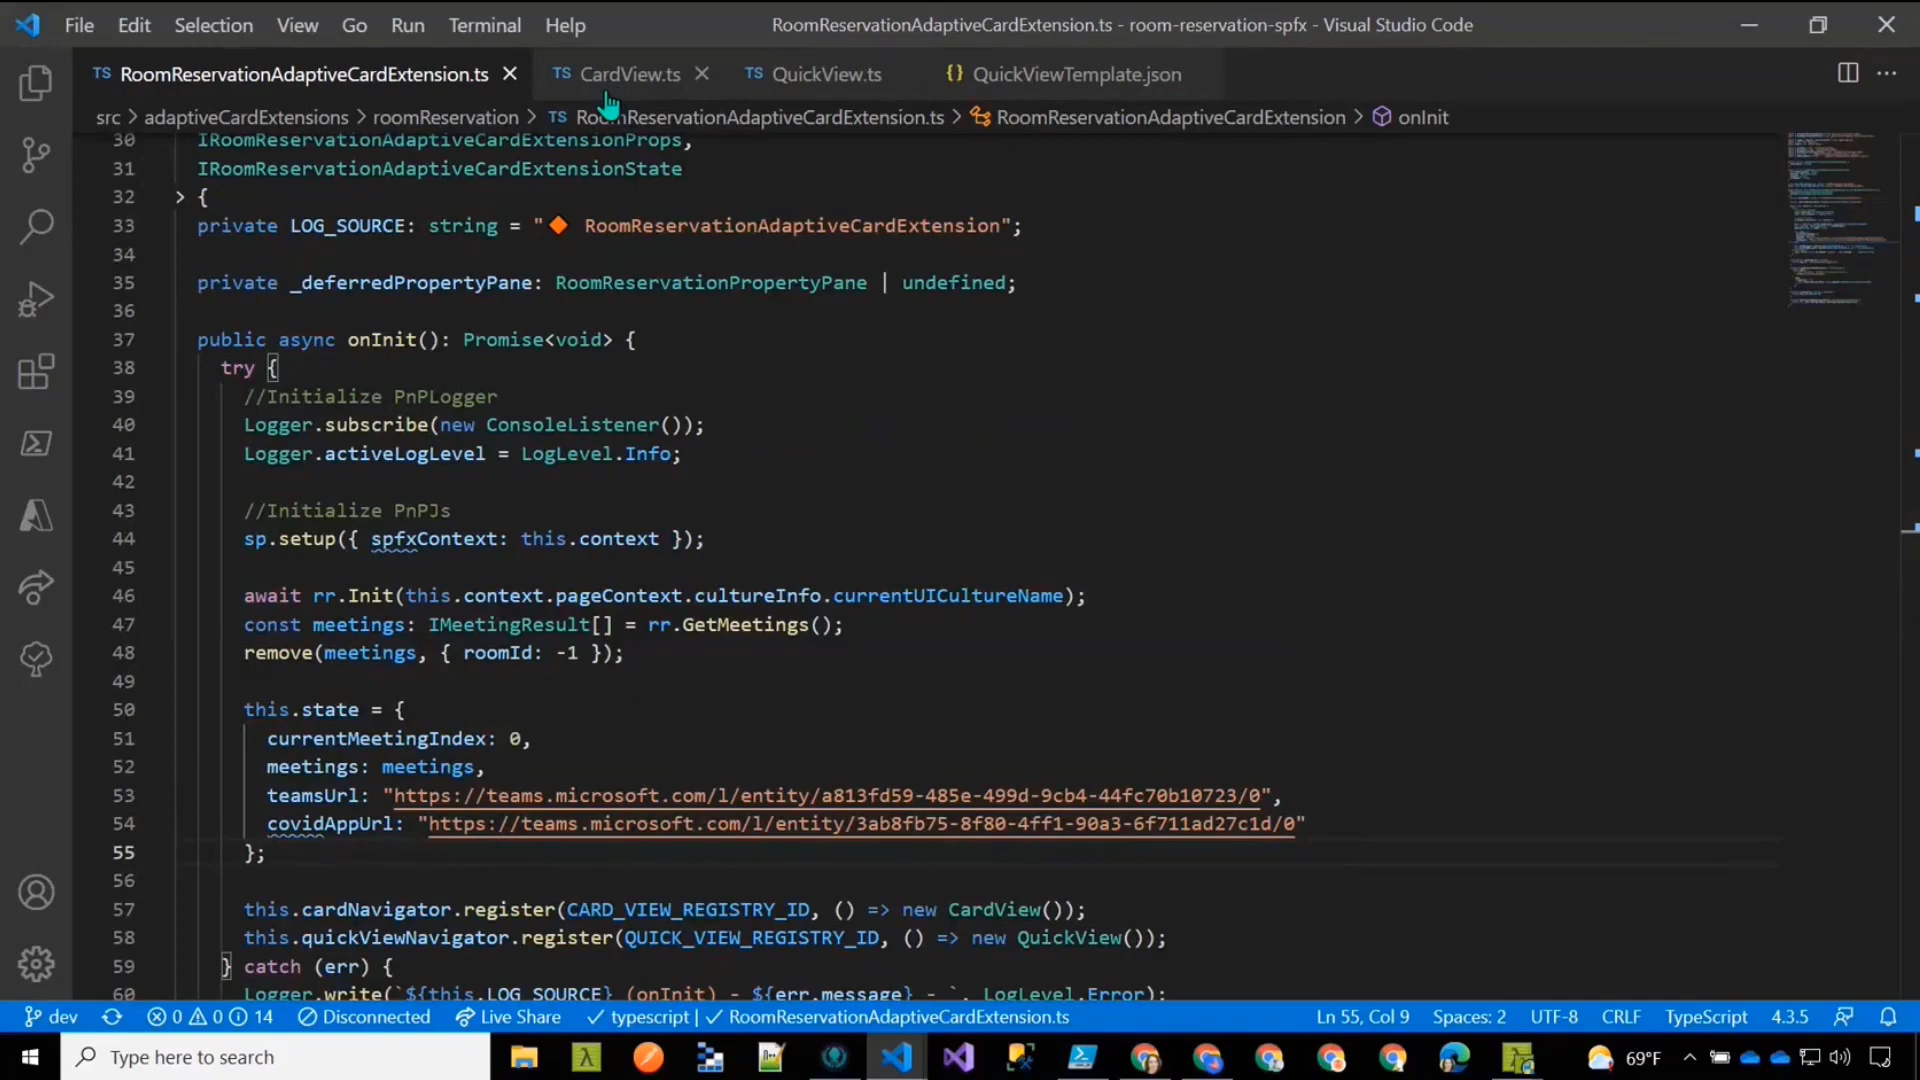 File Edit Selection View Go Run Terminal Help RoomReservationAdaptiveCardExtension.ts - room-reservation-spfx - Visual Studio Code
TS RoomReservationAdaptiveCardExtension.ts TS CardView.ts TS QuickView.ts {} QuickViewTemplate.json
src > adaptiveCardExtensions > roomReservation > TS RoomReservationAdaptiveCardExtension.ts > RoomReservationAdaptiveCardExtension > onInit
30 IRoomReservationAdaptiveCardExtensionProps,
31 IRoomReservationAdaptiveCardExtensionState
32 > {
33 private LOG_SOURCE: string = "🔶 RoomReservationAdaptiveCardExtension";
34
35 private _deferredPropertyPane: RoomReservationPropertyPane | undefined;
36
37 public async onInit(): Promise<void> {
38 try {
39 //Initialize PnPLogger
40 Logger.subscribe(new ConsoleListener());
41 Logger.activeLogLevel = LogLevel.Info;
42
43 //Initialize PnPJs
44 sp.setup({ spfxContext: this.context });
45
46 await rr.Init(this.context.pageContext.cultureInfo.currentUICultureName);
47 const meetings: IMeetingResult[] = rr.GetMeetings();
48 remove(meetings, { roomId: -1 });
49
50 this.state = {
51 currentMeetingIndex: 0,
52 meetings: meetings,
53 teamsUrl: "https://teams.microsoft.com/l/entity/a813fd59-485e-499d-9cb4-44fc70b10723/0",
54 covidAppUrl: "https://teams.microsoft.com/l/entity/3ab8fb75-8f80-4ff1-90a3-6f711ad27c1d/0"
55 };
56
57 this.cardNavigator.register(CARD_VIEW_REGISTRY_ID, () => new CardView());
58 this.quickViewNavigator.register(QUICK_VIEW_REGISTRY_ID, () => new QuickView());
59 } catch (err) {
60 Logger.write(`${this.LOG_SOURCE} (onInit) - ${err.message} - `, LogLevel.Error);
dev 0 0 14 Disconnected Live Share typescript | RoomReservationAdaptiveCardExtension.ts Ln 55, Col 9 Spaces: 2 UTF-8 CRLF TypeScript 4.3.5
Type here to search 69°F